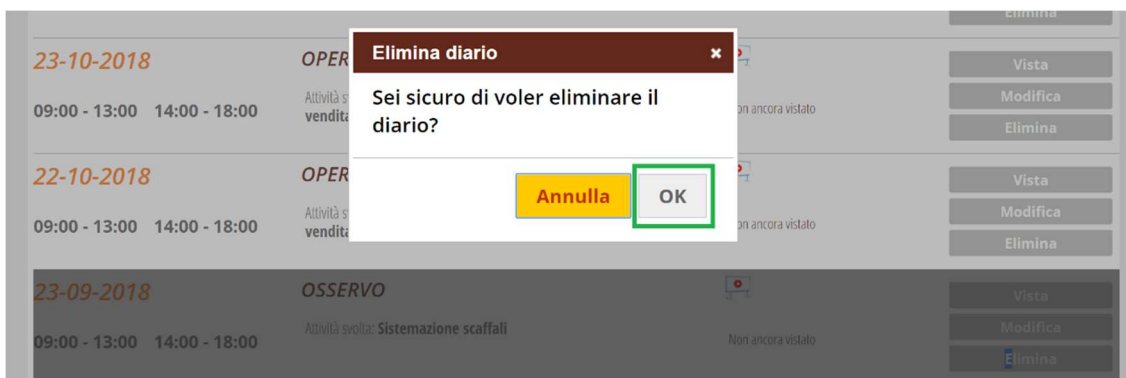 Elimina
Elimina diario ×
23-10-2018 OPER Vista
Sei sicuro di voler eliminare il
diario?
Attività s Modifica
09:00 - 13:00 14:00 - 18:00 vendita on ancora vistato
Elimina
22-10-2018 OPER Vista
Annulla OK
Attività s Modifica
09:00 - 13:00 14:00 - 18:00 vendita on ancora vistato
Elimina
23-09-2018 OSSERVO Vista
Attività svolta: Sistemazione scaffali Modifica
09:00 - 13:00 14:00 - 18:00 Non ancora vistato
Elimina